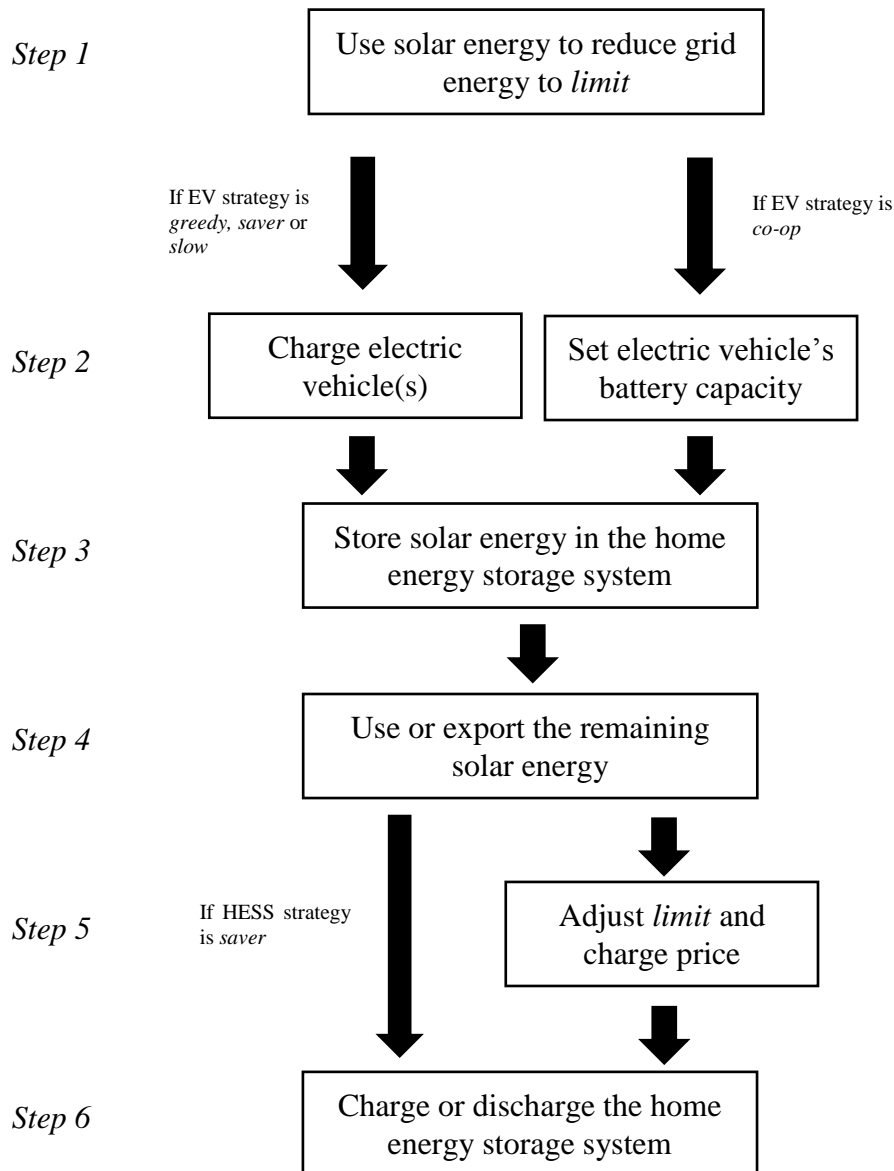 Step 1
Use solar energy to reduce grid
energy to limit
If EV strategy is
greedy, saver or
slow
If EV strategy is
co-op
Step 2
Charge electric
vehicle(s)
Set electric vehicle’s
battery capacity
Step 3
Store solar energy in the home
energy storage system
Step 4
Use or export the remaining
solar energy
Step 5
If HESS strategy
is saver
Adjust limit and
charge price
Step 6
Charge or discharge the home
energy storage system